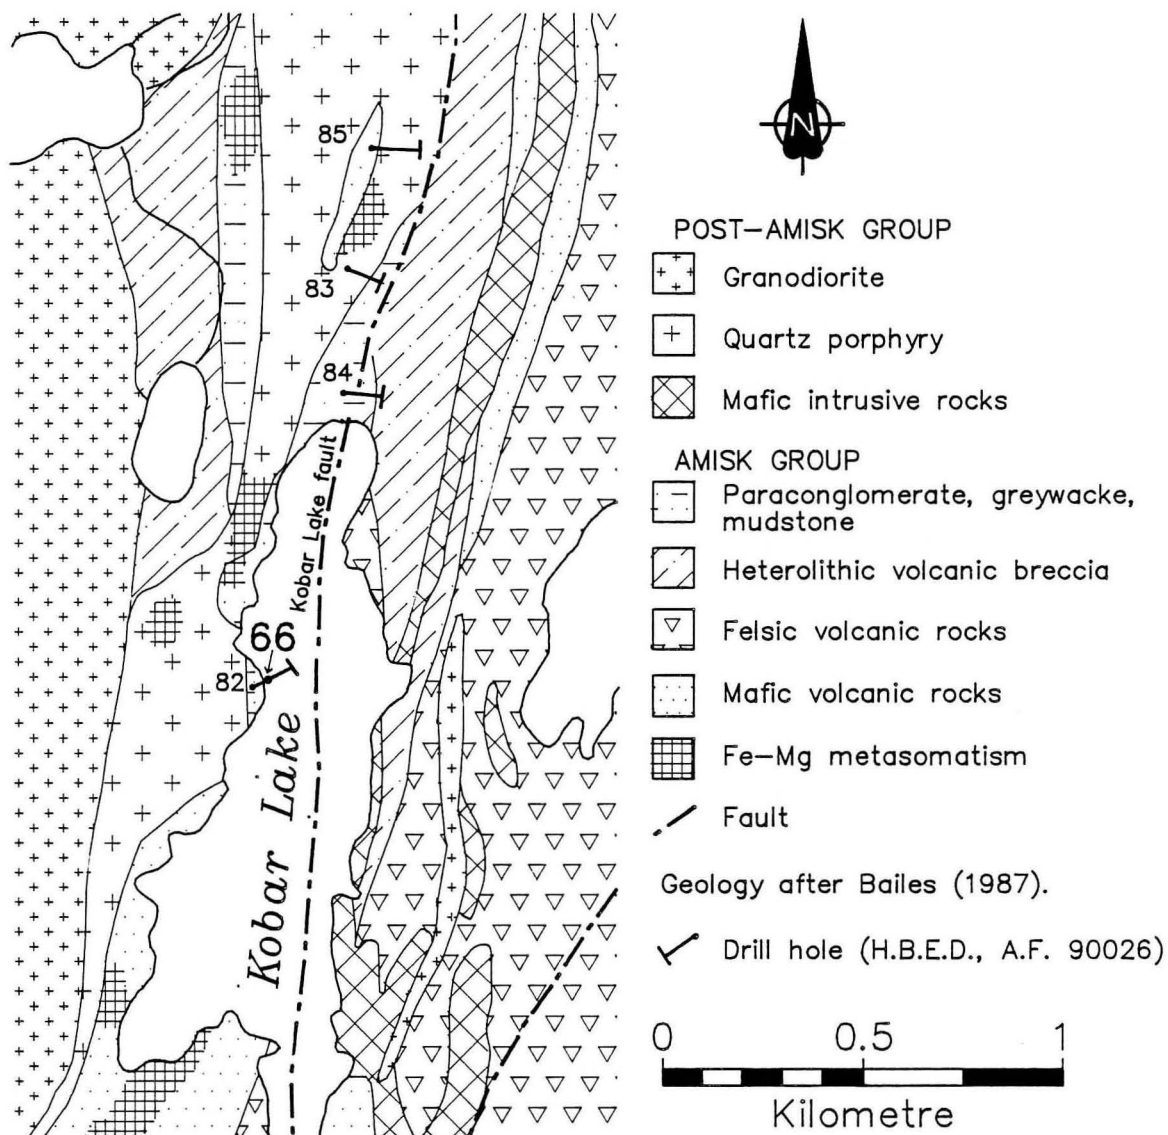 85
83
84
Kobar Lake fault
66
82
Kobar Lake
N
POST–AMISK GROUP
Granodiorite
Quartz porphyry
Mafic intrusive rocks
AMISK GROUP
Paraconglomerate, greywacke,
mudstone
Heterolithic volcanic breccia
Felsic volcanic rocks
Mafic volcanic rocks
Fe–Mg metasomatism
Fault
Geology after Bailes (1987).
Drill hole (H.B.E.D., A.F. 90026)
0 0.5 1
Kilometre